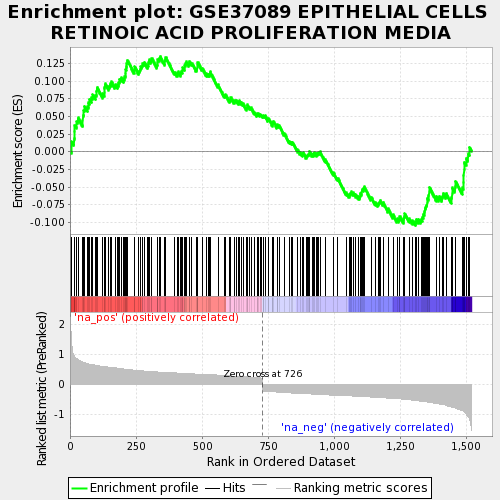 Enrichment plot: GSE37089 EPITHELIAL CELLS
RETINOIC ACID PROLIFERATION MEDIA
Enrichment score (ES)
0.125
0.100
0.075
0.050
0.025
0.000
-0.025
-0.050
-0.075
-0.100
'na_pos' (positively correlated)
Ranked list metric (PreRanked)
2
1
0
-1
Zero cross at 726
'na_neg' (negatively correlated)
0
250
500
750
1,000
1,250
1,500
Rank in Ordered Dataset
Enrichment profile
Hits
Ranking metric scores